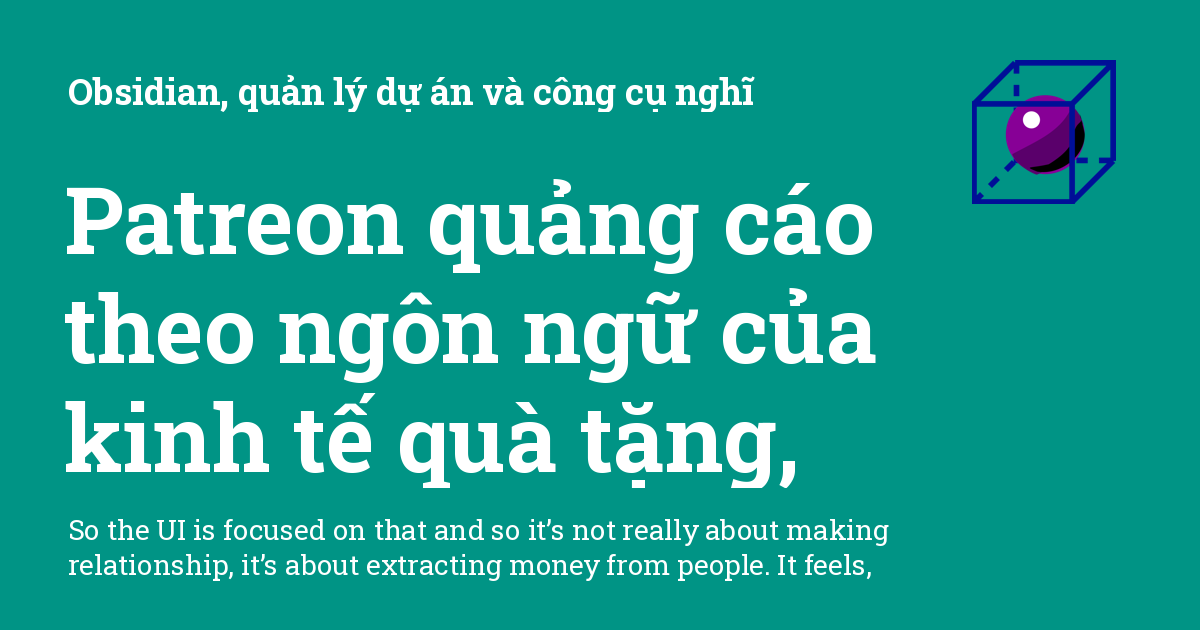 Obsidian, quản lý dự án và công cụ nghĩ
Patreon quảng cáo
theo ngôn ngữ của
kinh tế quà tặng,
So the UI is focused on that and so it’s not really about making
relationship, it’s about extracting money from people. It feels,